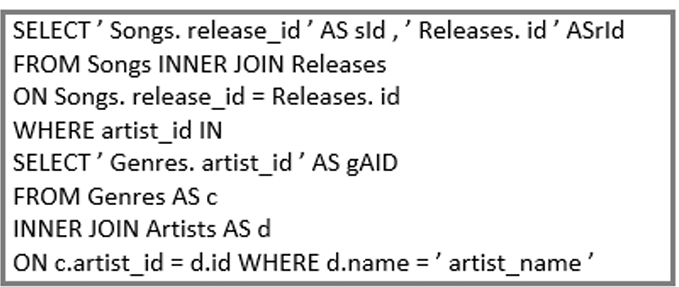 SELECT ’ Songs. release_id ’ AS sId , ’ Releases. id ’ ASrId
FROM Songs INNER JOIN Releases
ON Songs. release_id = Releases. id
WHERE artist_id IN
SELECT ’ Genres. artist_id ’ AS gAID
FROM Genres AS c
INNER JOIN Artists AS d
ON c.artist_id = d.id WHERE d.name = ’ artist_name ’